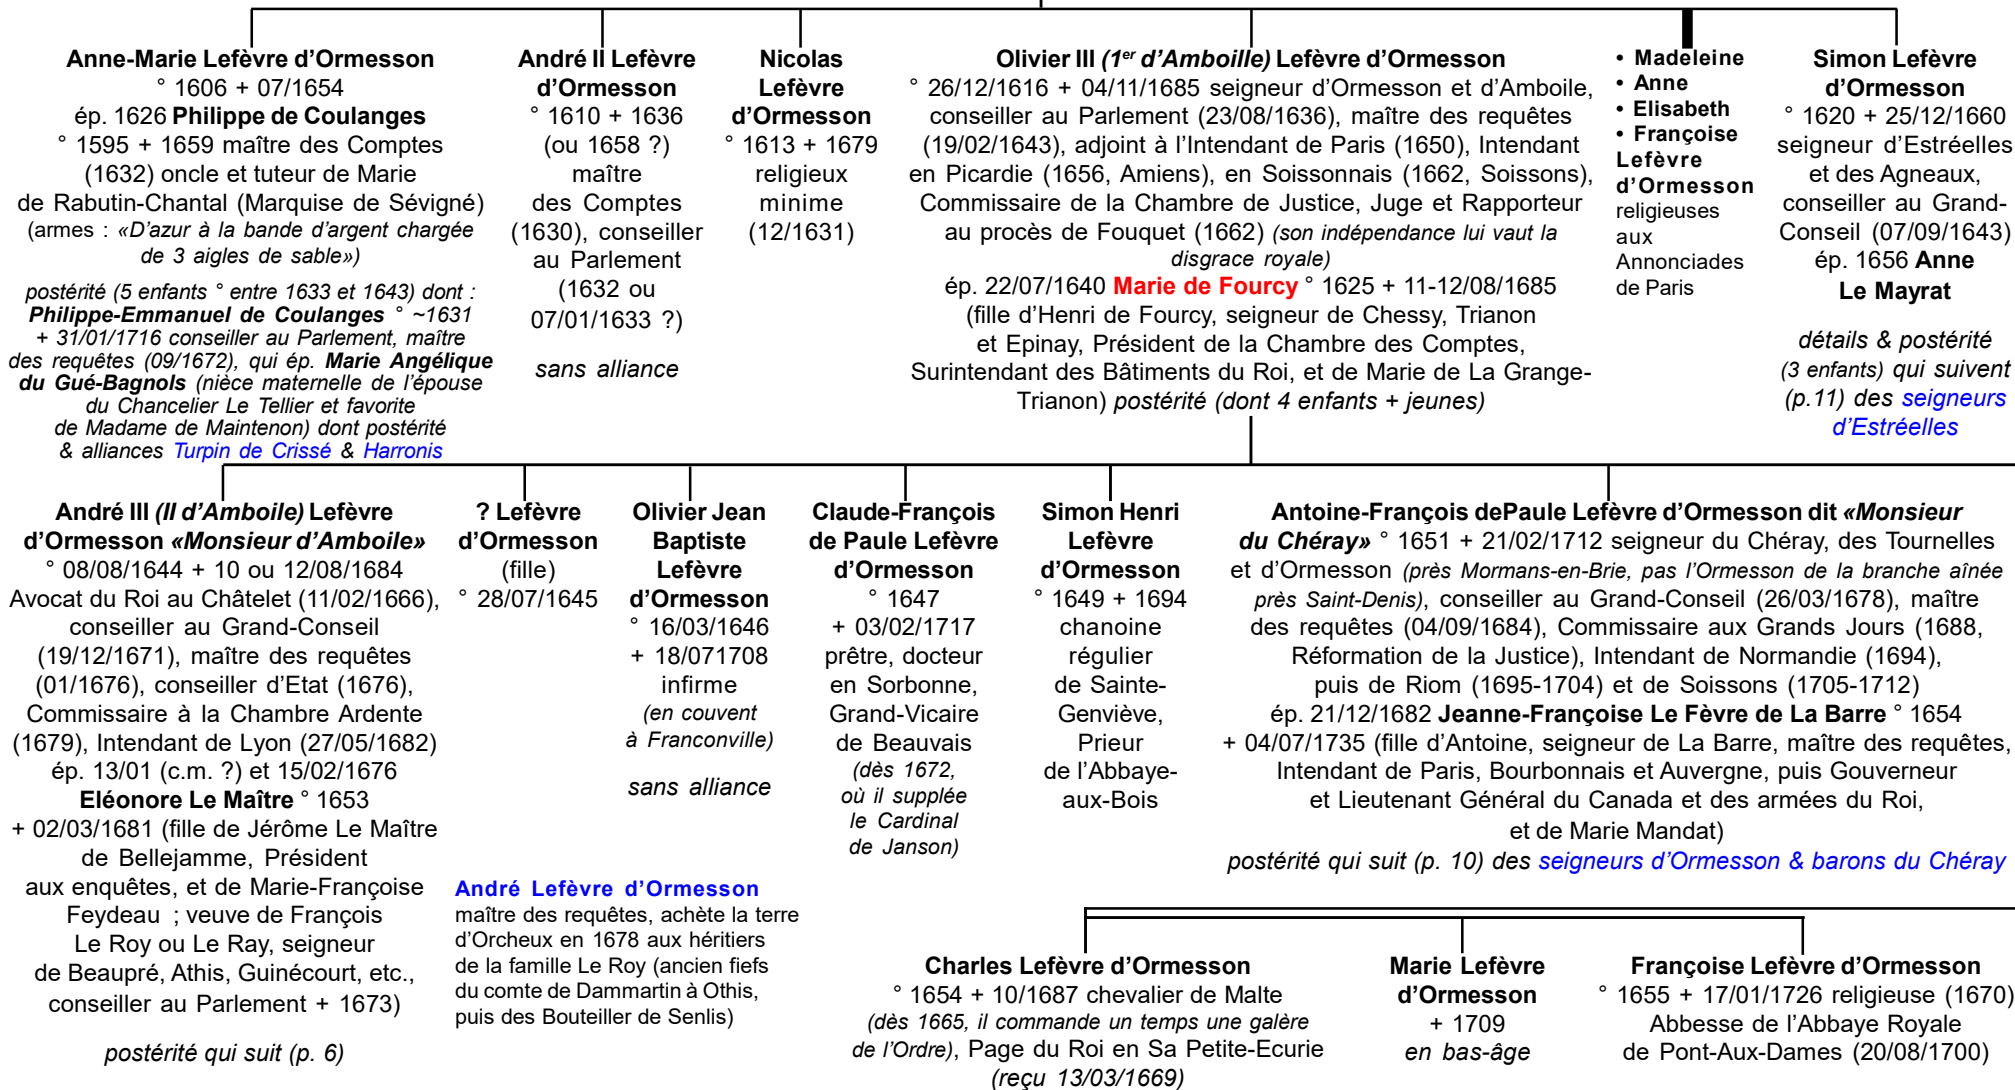 Anne-Marie Lefèvre d’Ormesson
° 1606 + 07/1654
ép. 1626 Philippe de Coulanges
° 1595 + 1659 maître des Comptes
(1632) oncle et tuteur de Marie
de Rabutin-Chantal (Marquise de Sévigné)
(armes : «D'azur à la bande d'argent chargée
de 3 aigles de sable»)
postérité (5 enfants ° entre 1633 et 1643) dont :
Philippe-Emmanuel de Coulanges ° ~1631
+ 31/01/1716 conseiller au Parlement, maître
des requêtes (09/1672), qui ép. Marie Angélique
du Gué-Bagnols (nièce maternelle de l’épouse
du Chancelier Le Tellier et favorite
de Madame de Maintenon) dont postérité
& alliances Turpin de Crissé & Harronis
André II Lefèvre
d’Ormesson
° 1610 + 1636
(ou 1658 ?)
maître
des Comptes
(1630), conseiller
au Parlement
(1632 ou
07/01/1633 ?)
sans alliance
Nicolas
Lefèvre
d’Ormesson
° 1613 + 1679
religieux
minime
(12/1631)
Olivier III (1er d’Amboille) Lefèvre d’Ormesson
° 26/12/1616 + 04/11/1685 seigneur d’Ormesson et d’Amboile,
conseiller au Parlement (23/08/1636), maître des requêtes
(19/02/1643), adjoint à l’Intendant de Paris (1650), Intendant
en Picardie (1656, Amiens), en Soissonnais (1662, Soissons),
Commissaire de la Chambre de Justice, Juge et Rapporteur
au procès de Fouquet (1662) (son indépendance lui vaut la
disgrace royale)
ép. 22/07/1640 Marie de Fourcy ° 1625 + 11-12/08/1685
(fille d’Henri de Fourcy, seigneur de Chessy, Trianon
et Epinay, Président de la Chambre des Comptes,
Surintendant des Bâtiments du Roi, et de Marie de La Grange-
Trianon) postérité (dont 4 enfants + jeunes)
• Madeleine
• Anne
• Elisabeth
• Françoise
Lefèvre
d’Ormesson
religieuses
aux
Annonciades
de Paris
Simon Lefèvre
d’Ormesson
° 1620 + 25/12/1660
seigneur d’Estréelles
et des Agneaux,
conseiller au Grand-
Conseil (07/09/1643)
ép. 1656 Anne
Le Mayrat
détails & postérité
(3 enfants) qui suivent
(p.11) des seigneurs
d’Estréelles
André III (II d’Amboile) Lefèvre
d’Ormesson «Monsieur d’Amboile»
° 08/08/1644 + 10 ou 12/08/1684
Avocat du Roi au Châtelet (11/02/1666),
conseiller au Grand-Conseil
(19/12/1671), maître des requêtes
(01/1676), conseiller d’Etat (1676),
Commissaire à la Chambre Ardente
(1679), Intendant de Lyon (27/05/1682)
ép. 13/01 (c.m. ?) et 15/02/1676
Eléonore Le Maître ° 1653
+ 02/03/1681 (fille de Jérôme Le Maître
de Bellejamme, Président
aux enquêtes, et de Marie-Françoise
Feydeau ; veuve de François
Le Roy ou Le Ray, seigneur
de Beaupré, Athis, Guinécourt, etc.,
conseiller au Parlement + 1673)
postérité qui suit (p. 6)
? Lefèvre
d’Ormesson
(fille)
° 28/07/1645
Olivier Jean
Baptiste
Lefèvre
d’Ormesson
° 16/03/1646
+ 18/071708
infirme
(en couvent
à Franconville)
sans alliance
Claude-François
de Paule Lefèvre
d’Ormesson
° 1647
+ 03/02/1717
prêtre, docteur
en Sorbonne,
Grand-Vicaire
de Beauvais
(dès 1672,
où il supplée
le Cardinal
de Janson)
Simon Henri
Lefèvre
d’Ormesson
° 1649 + 1694
chanoine
régulier
de Sainte-
Genviève,
Prieur
de l’Abbaye-
aux-Bois
Antoine-François dePaule Lefèvre d’Ormesson dit «Monsieur
du Chéray» ° 1651 + 21/02/1712 seigneur du Chéray, des Tournelles
et d’Ormesson (près Mormans-en-Brie, pas l’Ormesson de la branche aînée
près Saint-Denis), conseiller au Grand-Conseil (26/03/1678), maître
des requêtes (04/09/1684), Commissaire aux Grands Jours (1688,
Réformation de la Justice), Intendant de Normandie (1694),
puis de Riom (1695-1704) et de Soissons (1705-1712)
ép. 21/12/1682 Jeanne-Françoise Le Fèvre de La Barre ° 1654
+ 04/07/1735 (fille d’Antoine, seigneur de La Barre, maître des requêtes,
Intendant de Paris, Bourbonnais et Auvergne, puis Gouverneur
et Lieutenant Général du Canada et des armées du Roi,
et de Marie Mandat)
postérité qui suit (p. 10) des seigneurs d’Ormesson & barons du Chéray
André Lefèvre d’Ormesson
maître des requêtes, achète la terre
d’Orcheux en 1678 aux héritiers
de la famille Le Roy (ancien fiefs
du comte de Dammartin à Othis,
puis des Bouteiller de Senlis)
Charles Lefèvre d’Ormesson
° 1654 + 10/1687 chevalier de Malte
(dès 1665, il commande un temps une galère
de l’Ordre), Page du Roi en Sa Petite-Ecurie
(reçu 13/03/1669)
Marie Lefèvre
d’Ormesson
+ 1709
en bas-âge
Françoise Lefèvre d’Ormesson
° 1655 + 17/01/1726 religieuse (1670)
Abbesse de l’Abbaye Royale
de Pont-Aux-Dames (20/08/1700)